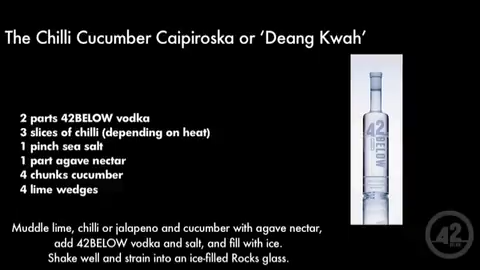 The Chilli Cucumber Caipiroska or ‘Deang Kwah’
2 parts 42BELOW vodka
3 slices of chilli (depending on heat)
1 pinch sea salt
1 part agave nectar
4 chunks cucumber
4 lime wedges
Muddle lime, chilli or jalapeno and cucumber with agave nectar,
add 42BELOW vodka and salt, and fill with ice.
Shake well and strain into an ice-filled Rocks glass.
42
BELOW
42